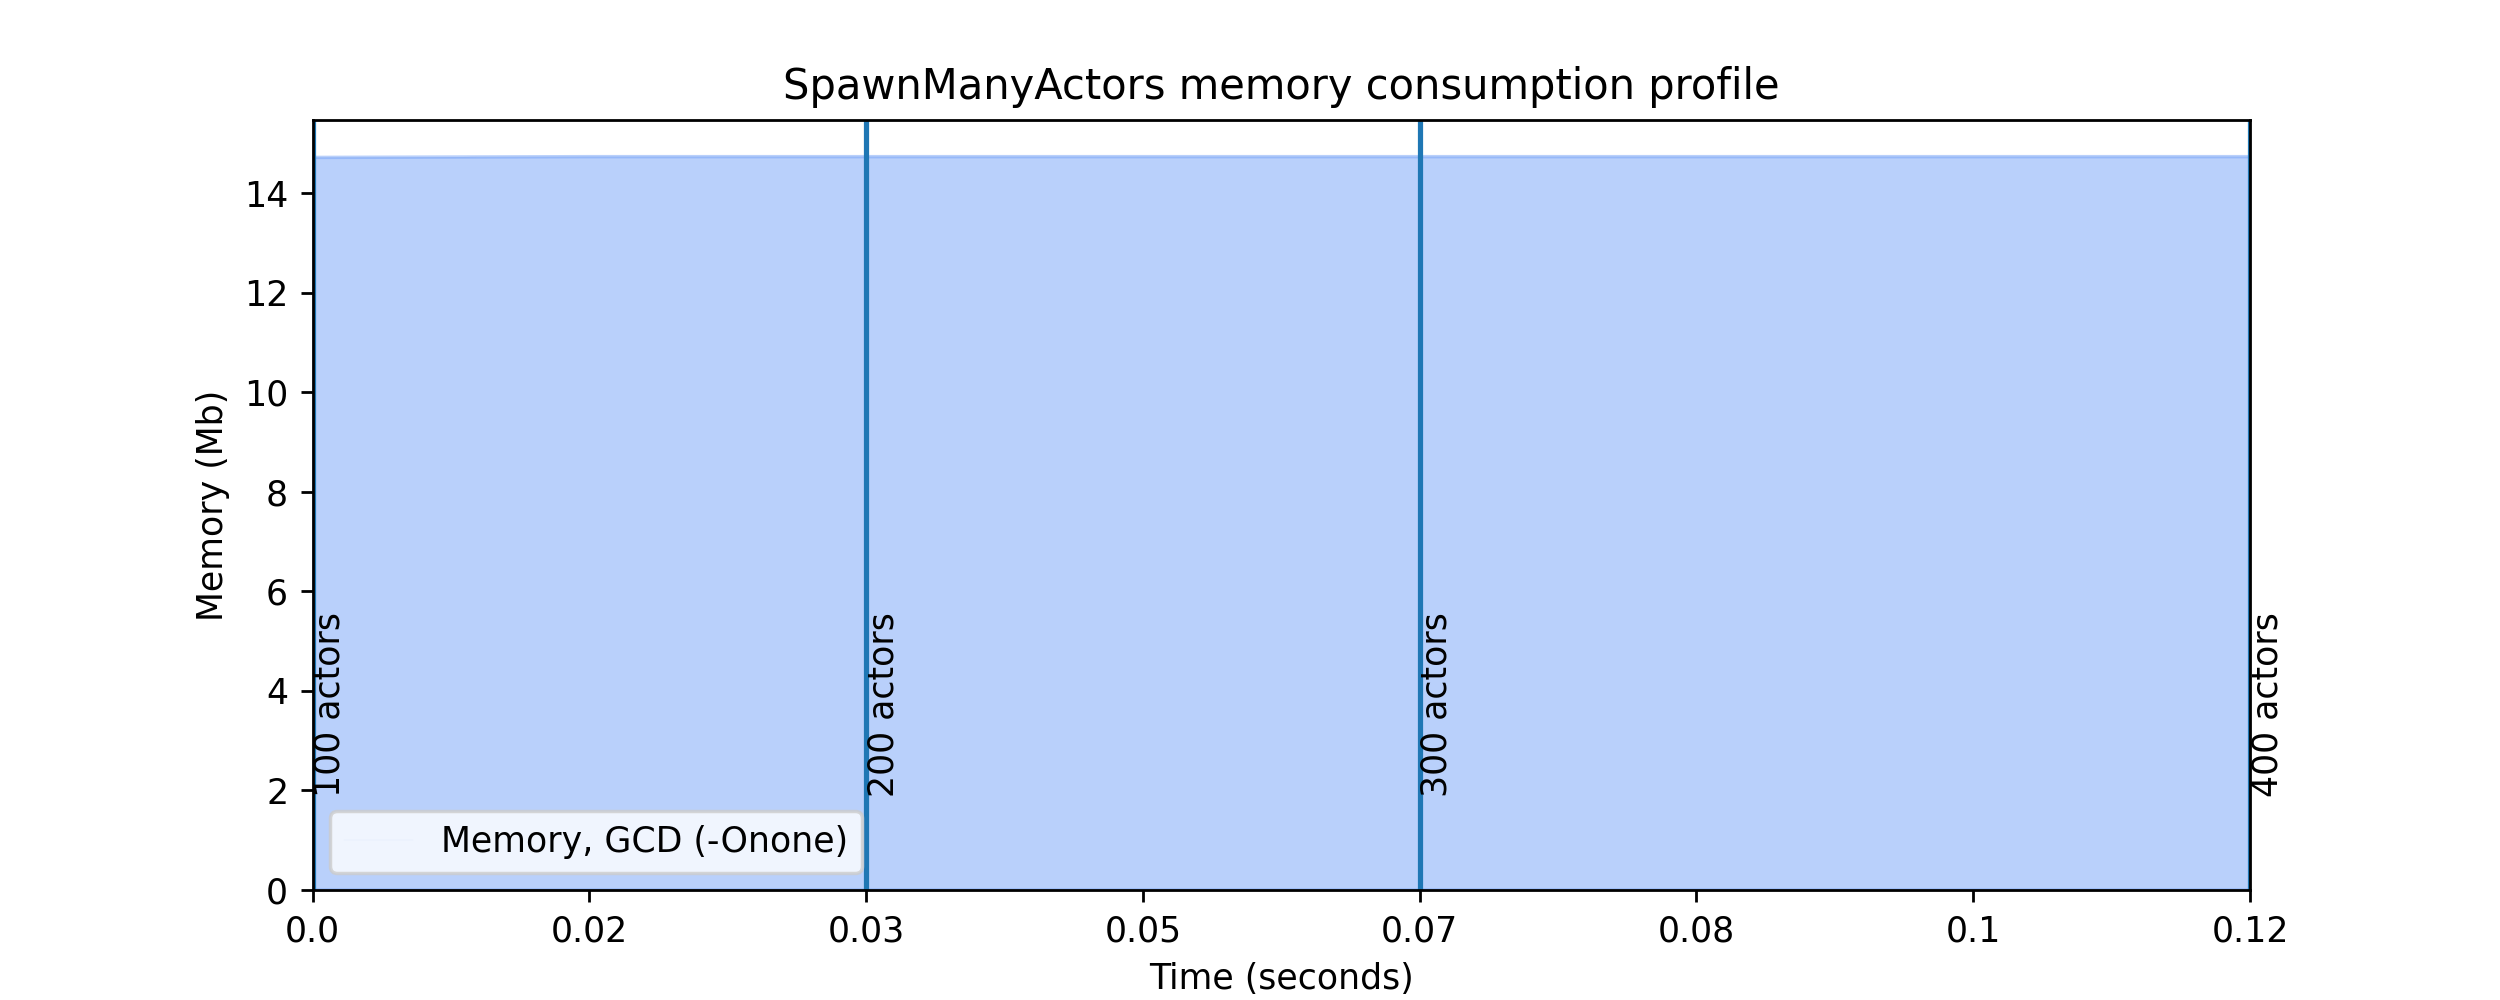 SpawnManyActors memory consumption profile
Memory (Mb)
14
12
10
8
6
4
2
0
100 actors
200 actors
300 actors
400 actors
Memory, GCD (-Onone)
0.0
0.02
0.03
0.05
0.07
0.08
0.1
0.12
Time (seconds)